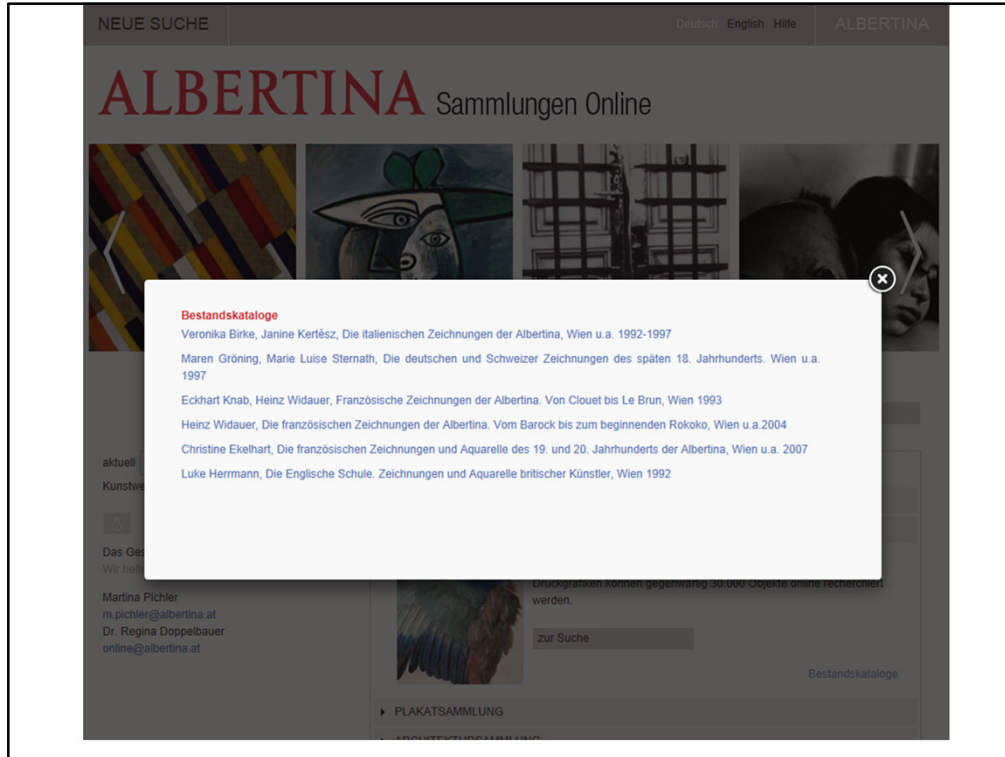 NEUE SUCHE
Deutsch English Hilfe
ALBERTINA
ALBERTINA Sammlungen Online
Bestandskataloge
Veronika Birke, Janine Kertész, Die italienischen Zeichnungen der Albertina, Wien u.a. 1992-1997
Maren Gröning, Marie Luise Sternath, Die deutschen und Schweizer Zeichnungen des späten 18. Jahrhunderts. Wien u.a.
1997
Eckhart Knab, Heinz Widauer, Französische Zeichnungen der Albertina. Von Clouet bis Le Brun, Wien 1993
Heinz Widauer, Die französischen Zeichnungen der Albertina. Vom Barock bis zum beginnenden Rokoko, Wien u.a.2004
Christine Ekelhart, Die französischen Zeichnungen und Aquarelle des 19. und 20. Jahrhunderts der Albertina, Wien u.a. 2007
Luke Herrmann, Die Englische Schule. Zeichnungen und Aquarelle britischer Künstler, Wien 1992
aktuell
Kunstwe
Das Ges
Wir helf
Martina Pichler
m.pichler@albertina.at
Dr. Regina Doppelbauer
online@albertina.at
Druckgrafiken können gegenwärtig 30.000 Objekte online recherchiert
werden.
zur Suche
Bestandskataloge
PLAKATSAMMLUNG
ARCHITEKTURSAMMLUNG